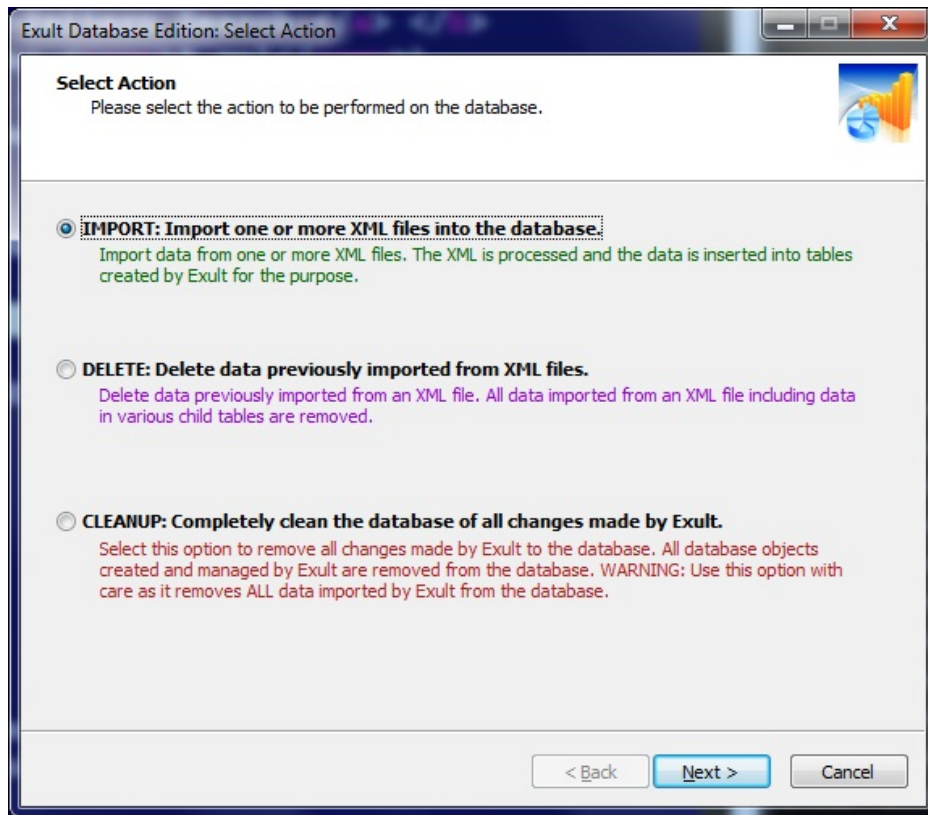 Exult Database Edition: Select Action
Select Action
Please select the action to be performed on the database.
IMPORT: Import one or more XML files into the database.
Import data from one or more XML files. The XML is processed and the data is inserted into tables
created by Exult for the purpose.
DELETE: Delete data previously imported from XML files.
Delete data previously imported from an XML file. All data imported from an XML file including data
in various child tables are removed.
CLEANUP: Completely clean the database of all changes made by Exult.
Select this option to remove all changes made by Exult to the database. All database objects
created and managed by Exult are removed from the database. WARNING: Use this option with
care as it removes ALL data imported by Exult from the database.
< Back Next > Cancel